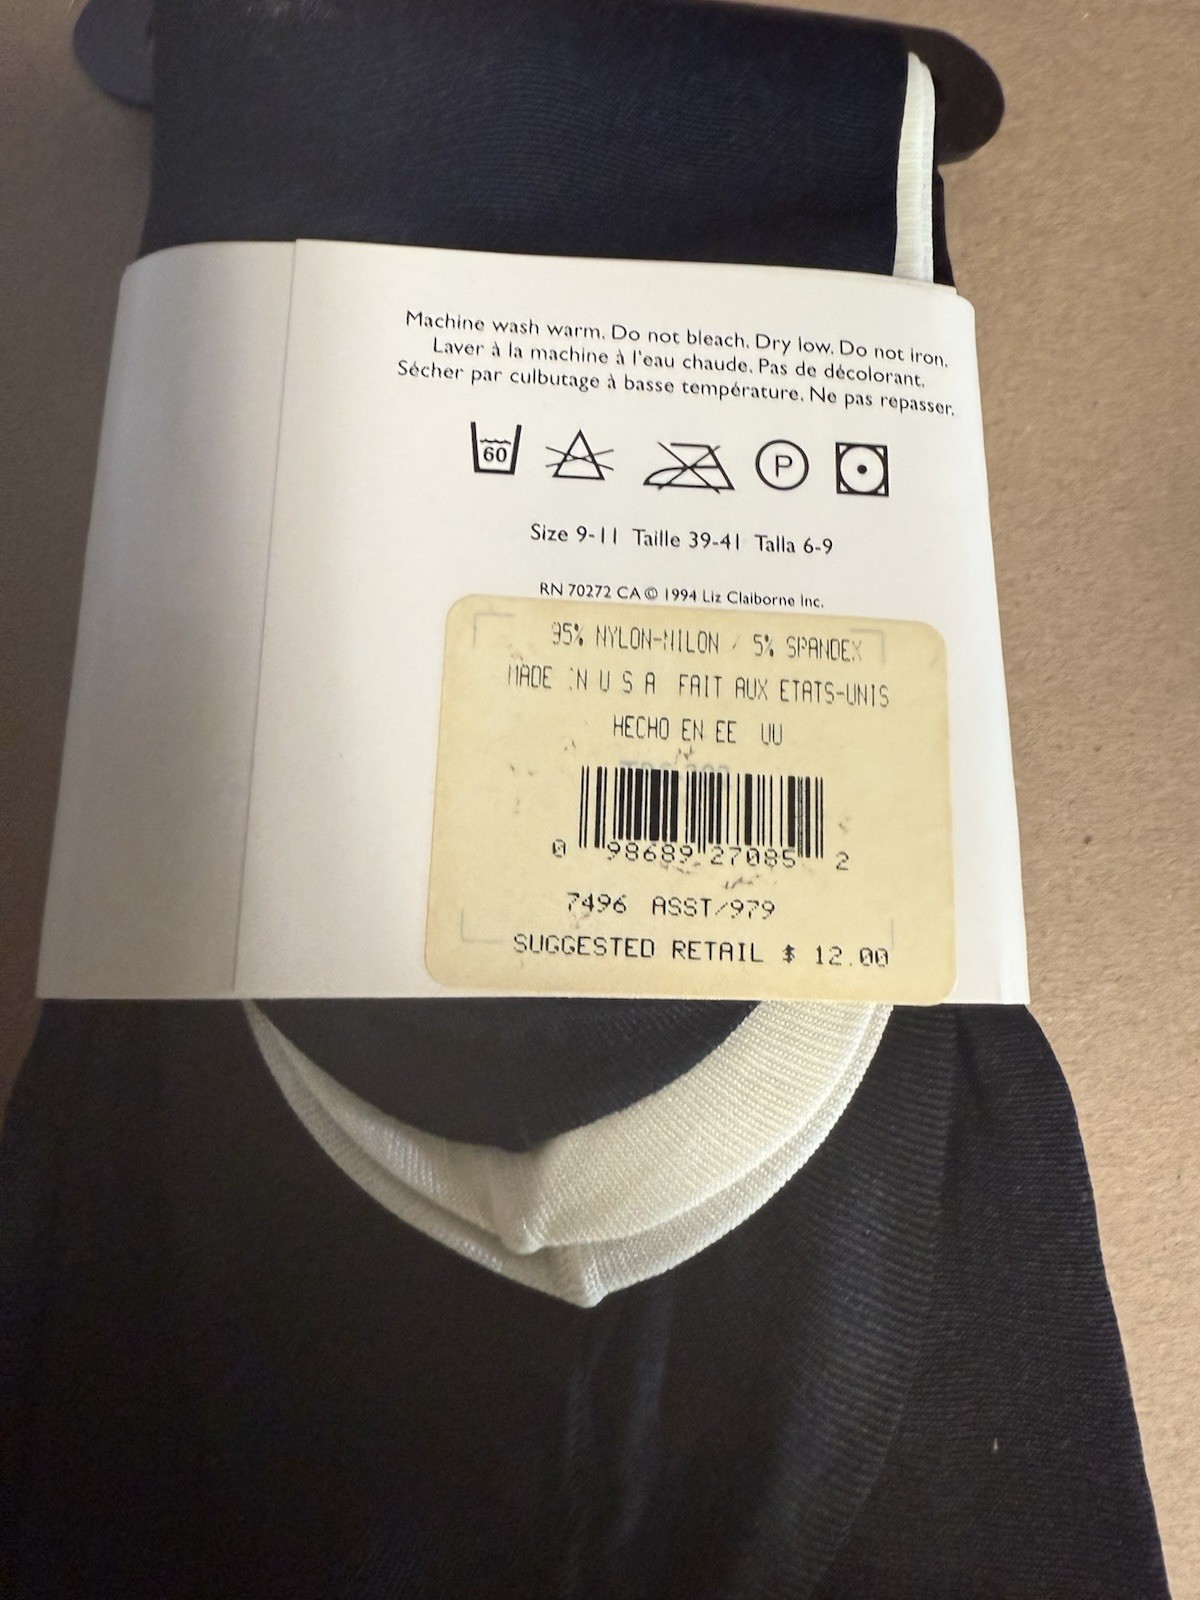 Machine wash warm. Do not bleach. Dry low. Do not iron.
Laver à la machine à l'eau chaude. Pas de décolorant.
Sécher par culbutage à basse température. Ne pas repasser.
60
P
Size 9-11 Taille 39-41 Talla 6-9
RN 70272 CA © 1994 Liz Claiborne Inc.
95% NYLON-NILON / 5% SPANDEX
MADE IN U S A FAIT AUX ETATS-UNIS
HECHO EN EE UU
0 98689 27085 2
7496 ASST/979
SUGGESTED RETAIL $ 12.00